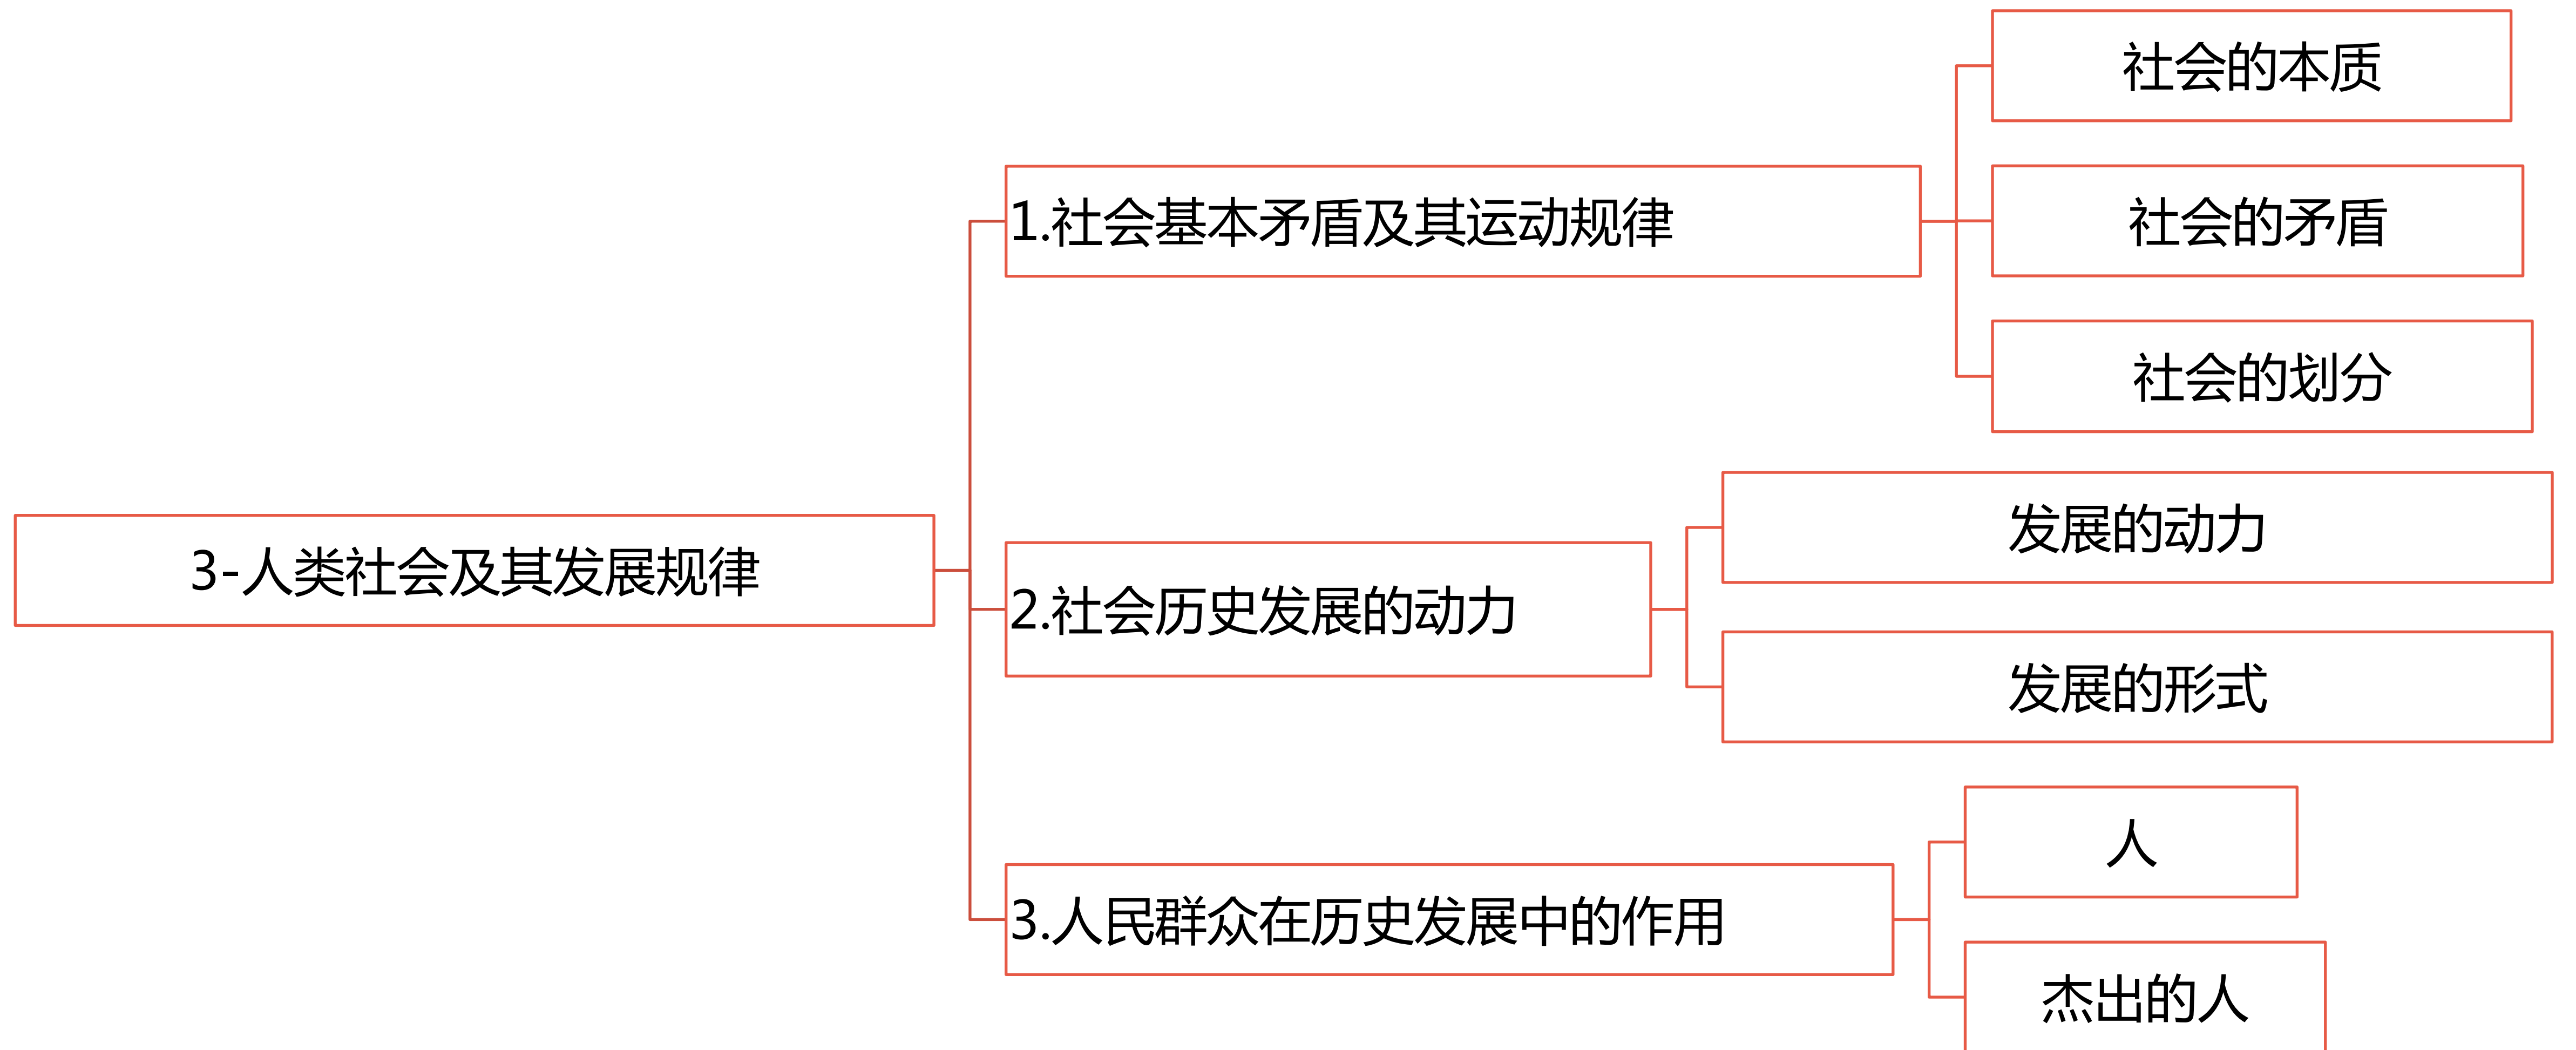 社会的本质
1.社会基本矛盾及其运动规律
社会的矛盾
社会的划分
3-人类社会及其发展规律
2.社会历史发展的动力
发展的动力
发展的形式
3.人民群众在历史发展中的作用
人
杰出的人